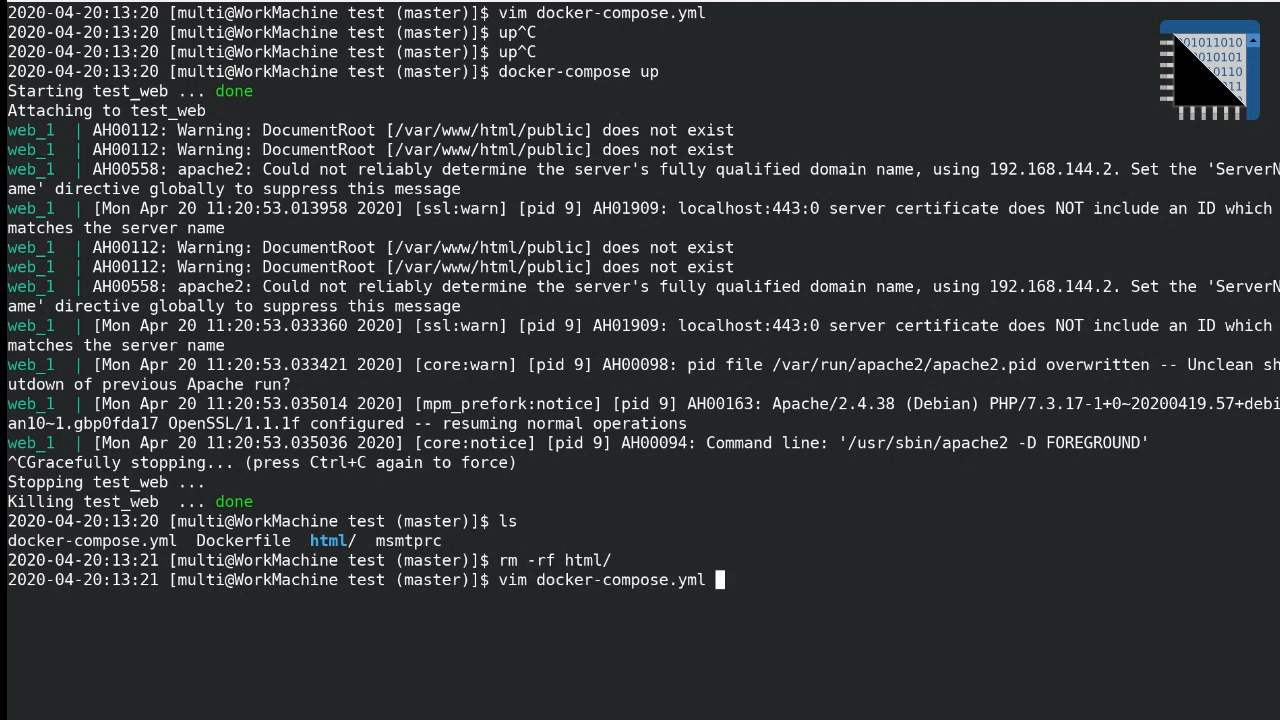 2020-04-20:13:20 [multi@WorkMachine test (master)]$ vim docker-compose.yml
2020-04-20:13:20 [multi@WorkMachine test (master)]$ up^C
2020-04-20:13:20 [multi@WorkMachine test (master)]$ up^C
2020-04-20:13:20 [multi@WorkMachine test (master)]$ docker-compose up
Starting test_web ... done
Attaching to test_web
web_1  | AH00112: Warning: DocumentRoot [/var/www/html/public] does not exist
web_1  | AH00112: Warning: DocumentRoot [/var/www/html/public] does not exist
web_1  | AH00558: apache2: Could not reliably determine the server's fully qualified domain name, using 192.168.144.2. Set the 'ServerN
ame' directive globally to suppress this message
web_1  | [Mon Apr 20 11:20:53.013958 2020] [ssl:warn] [pid 9] AH01909: localhost:443:0 server certificate does NOT include an ID which
matches the server name
web_1  | AH00112: Warning: DocumentRoot [/var/www/html/public] does not exist
web_1  | AH00112: Warning: DocumentRoot [/var/www/html/public] does not exist
web_1  | AH00558: apache2: Could not reliably determine the server's fully qualified domain name, using 192.168.144.2. Set the 'ServerN
ame' directive globally to suppress this message
web_1  | [Mon Apr 20 11:20:53.033360 2020] [ssl:warn] [pid 9] AH01909: localhost:443:0 server certificate does NOT include an ID which
matches the server name
web_1  | [Mon Apr 20 11:20:53.033421 2020] [core:warn] [pid 9] AH00098: pid file /var/run/apache2/apache2.pid overwritten -- Unclean sh
utdown of previous Apache run?
web_1  | [Mon Apr 20 11:20:53.035014 2020] [mpm_prefork:notice] [pid 9] AH00163: Apache/2.4.38 (Debian) PHP/7.3.17-1+0~20200419.57+debi
an10~1.gbp0fda17 OpenSSL/1.1.1f configured -- resuming normal operations
web_1  | [Mon Apr 20 11:20:53.035036 2020] [core:notice] [pid 9] AH00094: Command line: '/usr/sbin/apache2 -D FOREGROUND'
^CGracefully stopping... (press Ctrl+C again to force)
Stopping test_web ...
Killing test_web  ... done
2020-04-20:13:20 [multi@WorkMachine test (master)]$ ls
docker-compose.yml  Dockerfile  html/  msmtprc
2020-04-20:13:21 [multi@WorkMachine test (master)]$ rm -rf html/
2020-04-20:13:21 [multi@WorkMachine test (master)]$ vim docker-compose.yml